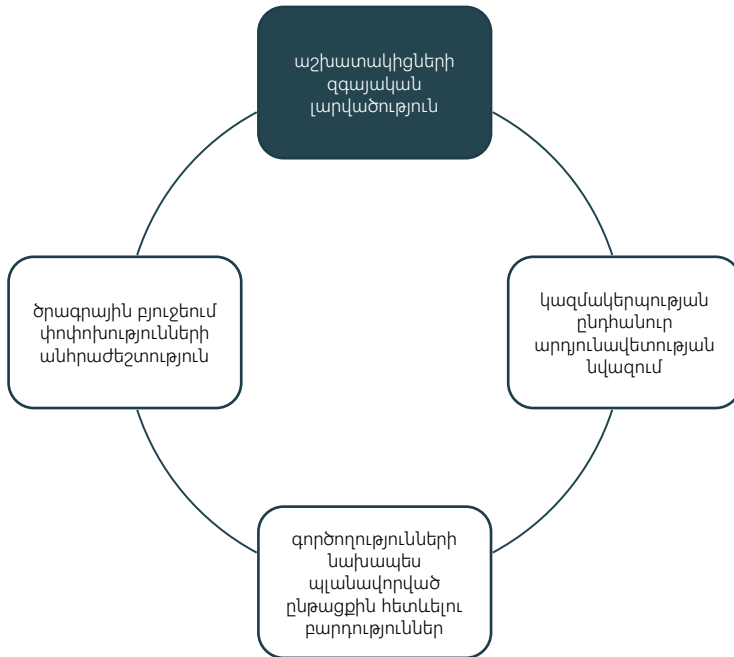 աշխատակիցների
զգայական
լարվածություն
ծրագրային բյուջեում
փոփոխությունների
անհրաժեշտություն
կազմակերպության
ընդհանուր
արդյունավետության
նվազում
գործողությունների
նախապես
պլանավորված
ընթացքին հետևելու
բարդություններ